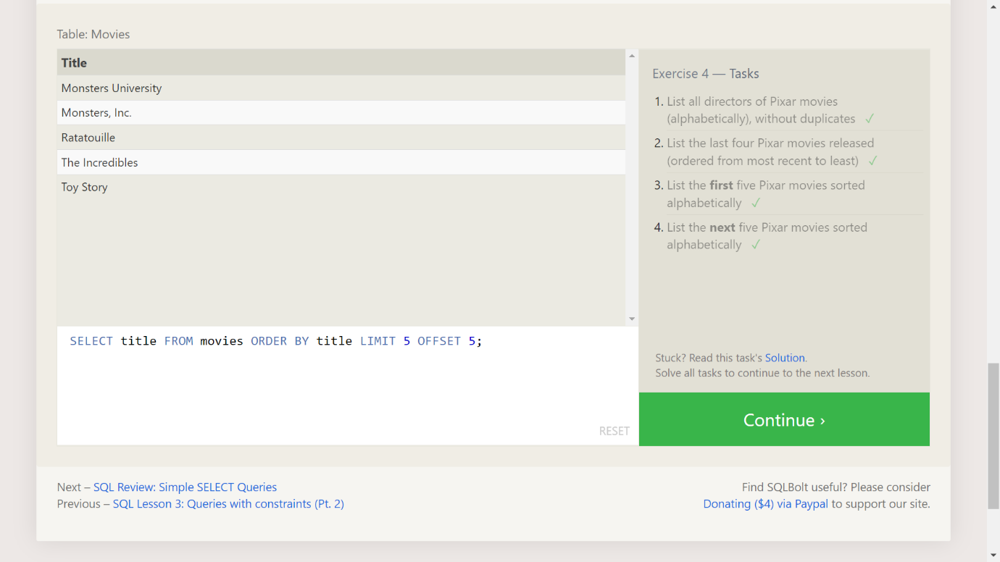 Table: Movies
Title
Monsters University
Monsters, Inc.
Ratatouille
The Incredibles
Toy Story
SELECT title FROM movies ORDER BY title LIMIT 5 OFFSET 5;
RESET
Exercise 4 — Tasks
1. List all directors of Pixar movies
(alphabetically), without duplicates ✓
2. List the last four Pixar movies released
(ordered from most recent to least) ✓
3. List the first five Pixar movies sorted
alphabetically ✓
4. List the next five Pixar movies sorted
alphabetically ✓
Stuck? Read this task's Solution.
Solve all tasks to continue to the next lesson.
Continue ›
Next – SQL Review: Simple SELECT Queries
Previous – SQL Lesson 3: Queries with constraints (Pt. 2)
Find SQLBolt useful? Please consider
Donating ($4) via Paypal to support our site.